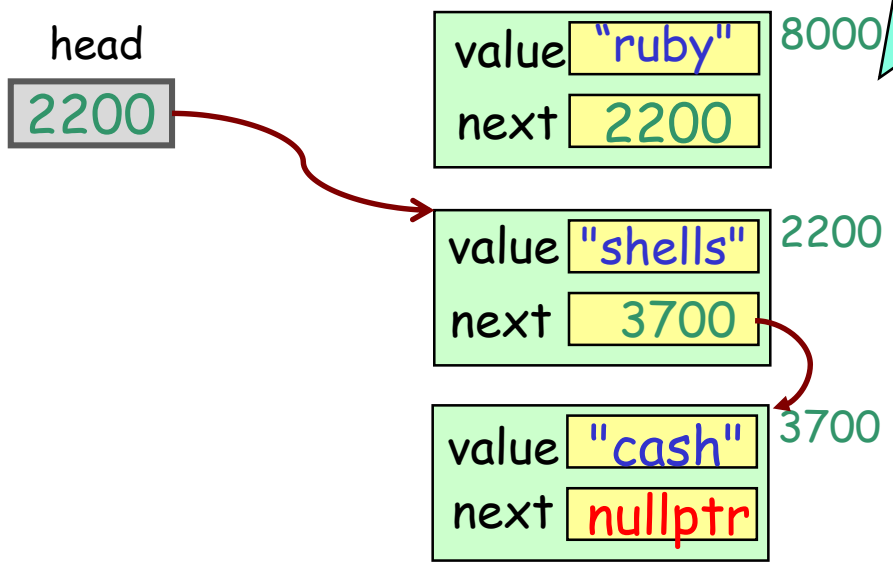 head
2200
value "ruby" 8000
next 2200
value "shells" 2200
next 3700
value "cash" 3700
next nullptr